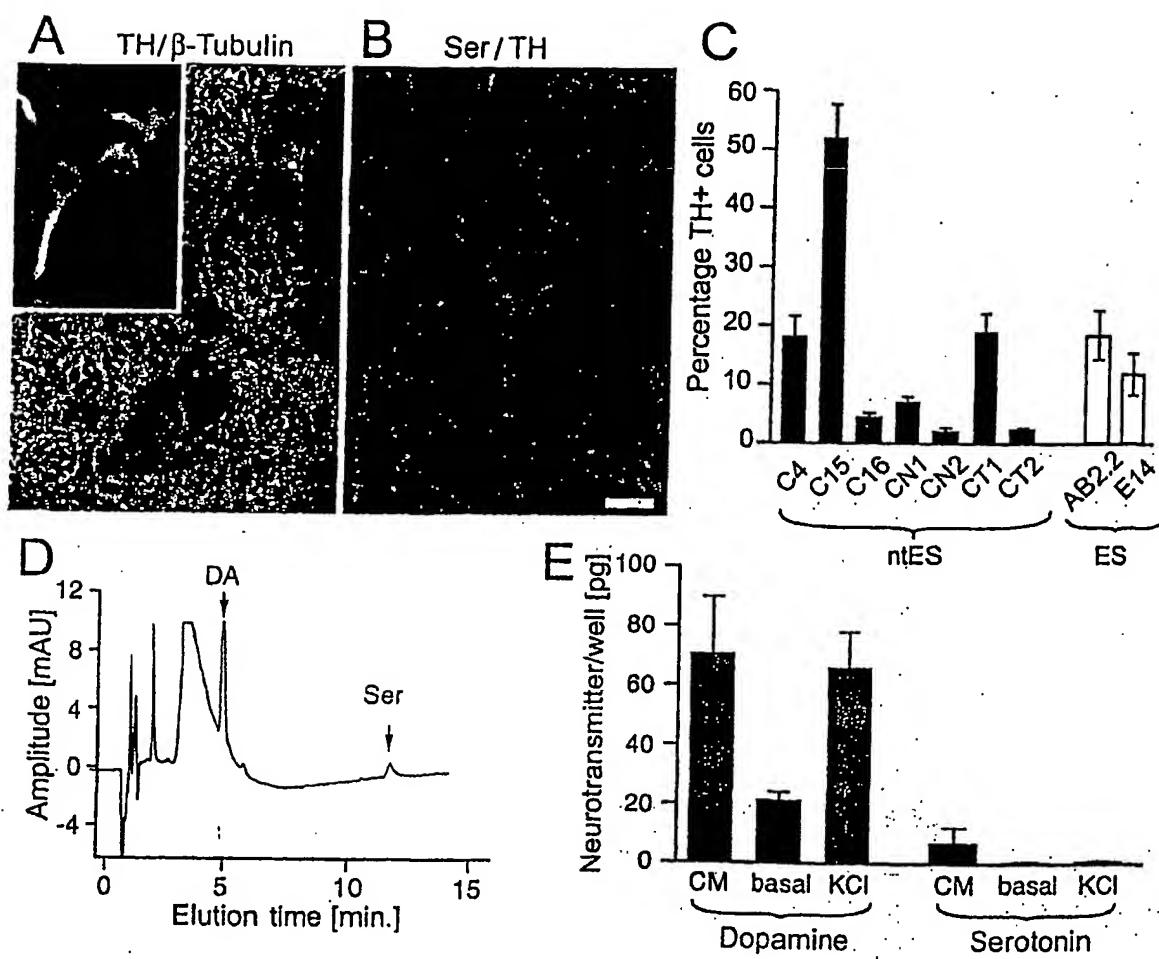 A TH/β-Tubulin
B Ser/TH
C
Percentage TH+ cells
60
50
40
30
20
10
0
C4 C15 C16 CN1 CN2 CT1 CT2 AB2.2 E14
ntES ES
D
DA
Ser
Amplitude [mAU]
12
8
4
0
-4
0 5 10 15
Elution time [min.]
E
Neurotransmitter/well [pg]
100
80
60
40
20
0
CM basal KCl CM basal KCl
Dopamine Serotonin